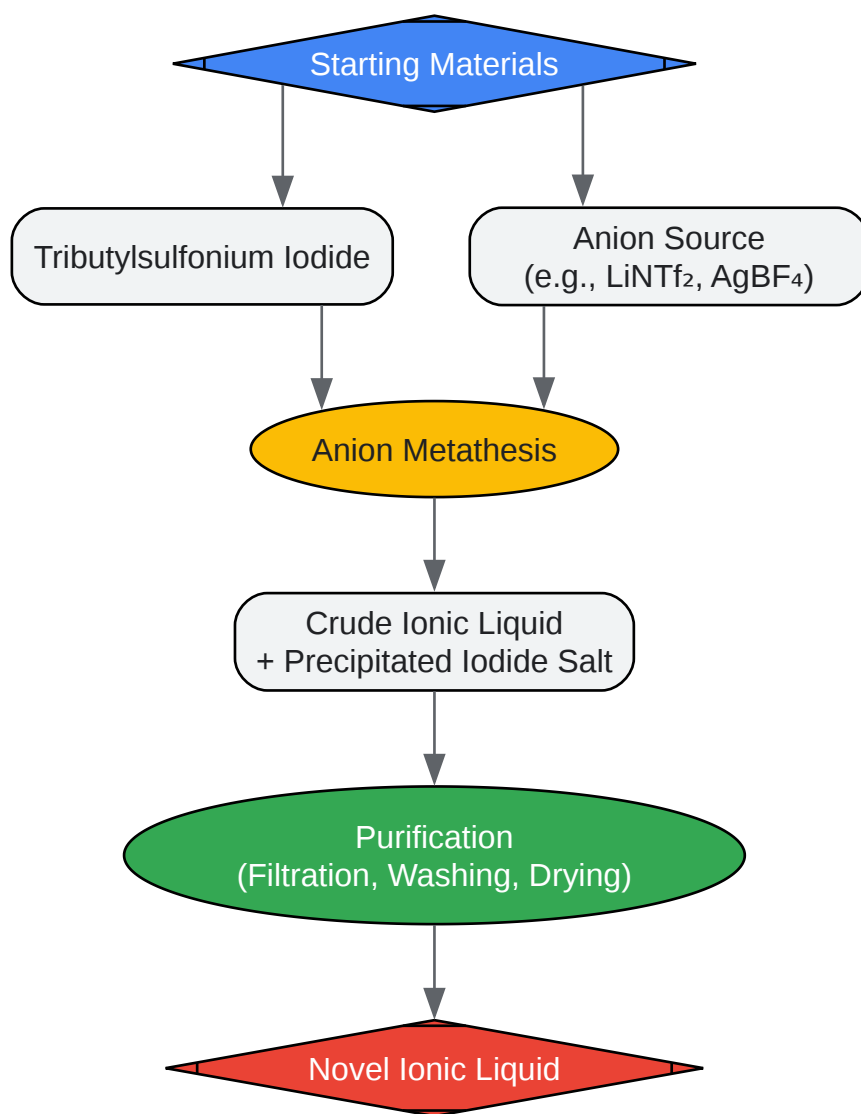 Starting Materials
Tributylsulfonium Iodide
Anion Source
(e.g., LiNTf₂, AgBF₄)
Anion Metathesis
Crude Ionic Liquid
+ Precipitated Iodide Salt
Purification
(Filtration, Washing, Drying)
Novel Ionic Liquid